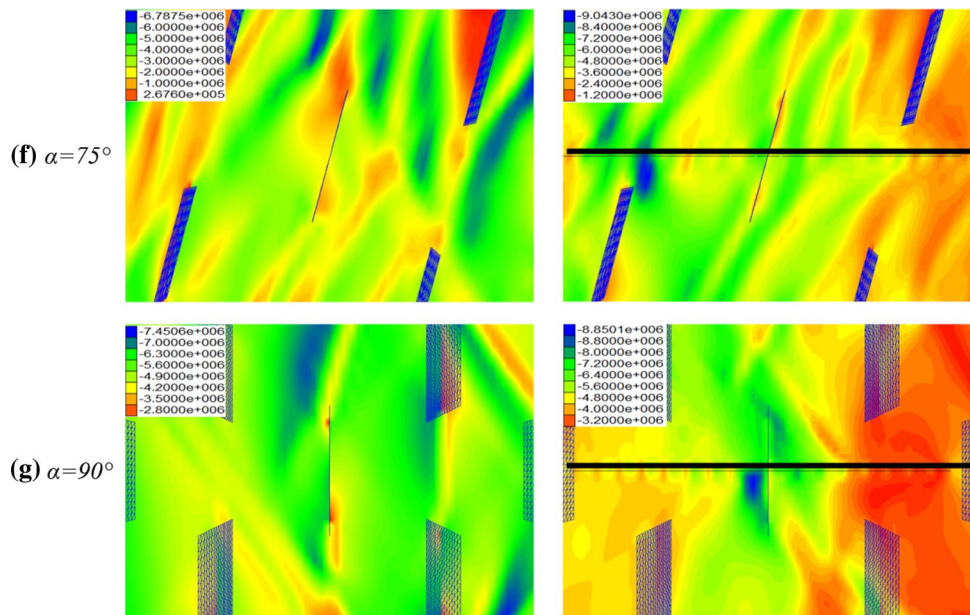 -6.7875e+006
-6.0000e+006
-5.0000e+006
-4.0000e+006
-3.0000e+006
-2.0000e+006
-1.0000e+006
2.6760e+005
-9.0430E+006
-8.4000e+006
-7.2000e+006
-6.0000e+006
-4.8000e+006
-3.6000e+006
-2.4000e+006
-1.2000e+006
(f) α=75°
-7.4506e+006
-7.0000e+006
-6.3000e+006
-5.6000e+006
-4.9000e+006
-4.2000e+006
-3.5000e+006
-2.8000e+006
-8.8501e+006
-8.8000e+006
-8.0000e+006
-7.2000e+006
-6.4000e+006
-5.6000e+006
-4.8000e+006
-4.0000e+006
-3.2000e+006
(g) α=90°